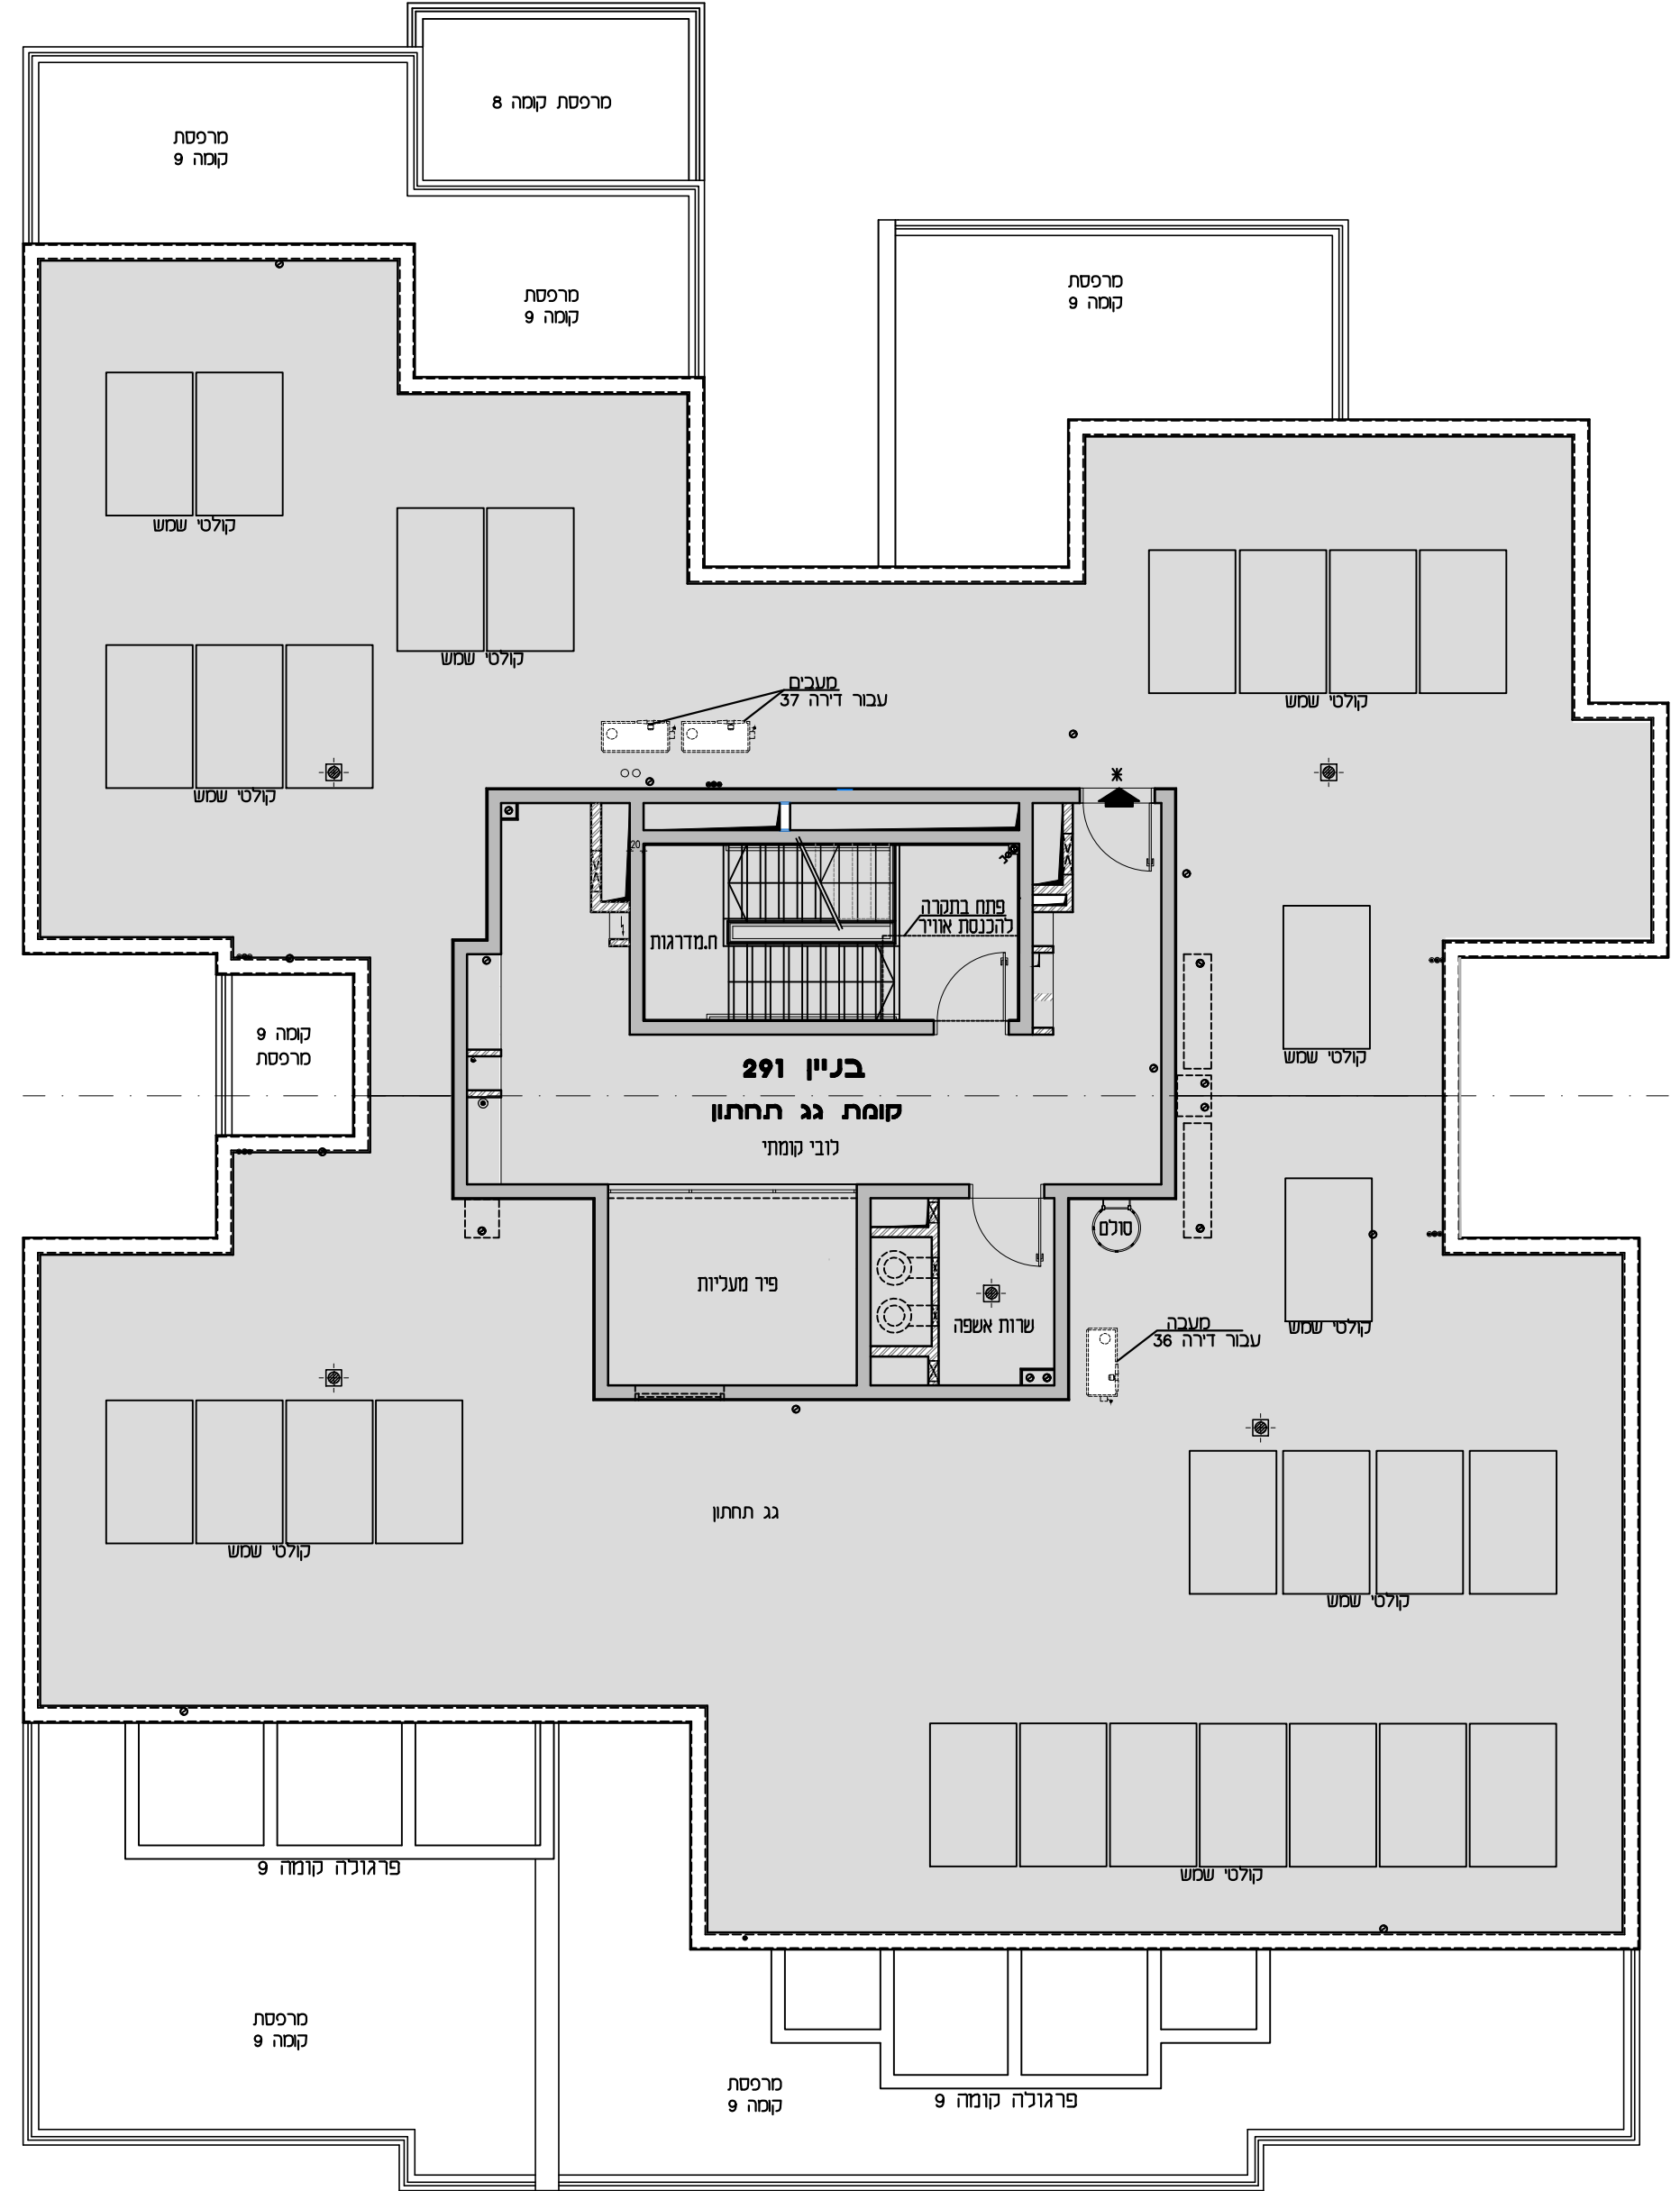 מרפסת קומה 8
מרפסת
קומה 9
מרפסת
קומה 9
מרפסת
קומה 9
קולטי שמש
קולטי שמש
קולטי שמש
מעבים
עבור דירה 37
קולטי שמש
20
פתח בתקרה
להכנסת אוויר
ח.מדרגות
קומה 9
מרפסת
בניין 291
קומת גג תחתון
לובי קומתי
קולטי שמש
סולם
פיר מעליות
שרות אשפה
מעבה
עבור דירה 36
קולטי שמש
גג תחתון
קולטי שמש
קולטי שמש
קולטי שמש
פרגולה קומה 9
מרפסת
קומה 9
מרפסת
קומה 9
פרגולה קומה 9